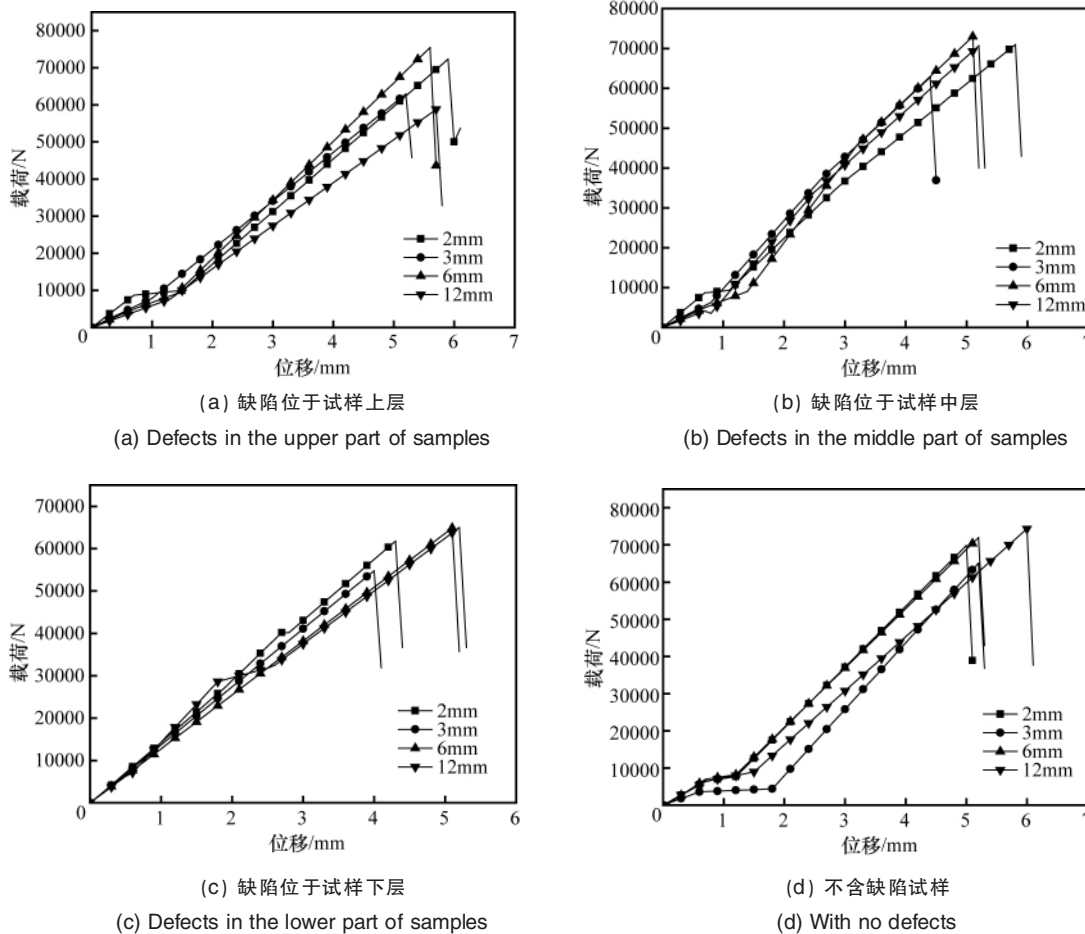 80000
70000
60000
50000
40000
30000
20000
10000
0
载荷/N
2mm
3mm
6mm
12mm
1 2 3 4 5 6 7
位移/mm
(a) 缺陷位于试样上层
(a) Defects in the upper part of samples
80000
70000
60000
50000
40000
30000
20000
10000
0
载荷/N
2mm
3mm
6mm
12mm
1 2 3 4 5 6 7
位移/mm
(b) 缺陷位于试样中层
(b) Defects in the middle part of samples
70000
60000
50000
40000
30000
20000
10000
0
载荷/N
2mm
3mm
6mm
12mm
1 2 3 4 5 6
位移/mm
(c) 缺陷位于试样下层
(c) Defects in the lower part of samples
80000
70000
60000
50000
40000
30000
20000
10000
0
载荷/N
2mm
3mm
6mm
12mm
1 2 3 4 5 6 7
位移/mm
(d) 不含缺陷试样
(d) With no defects